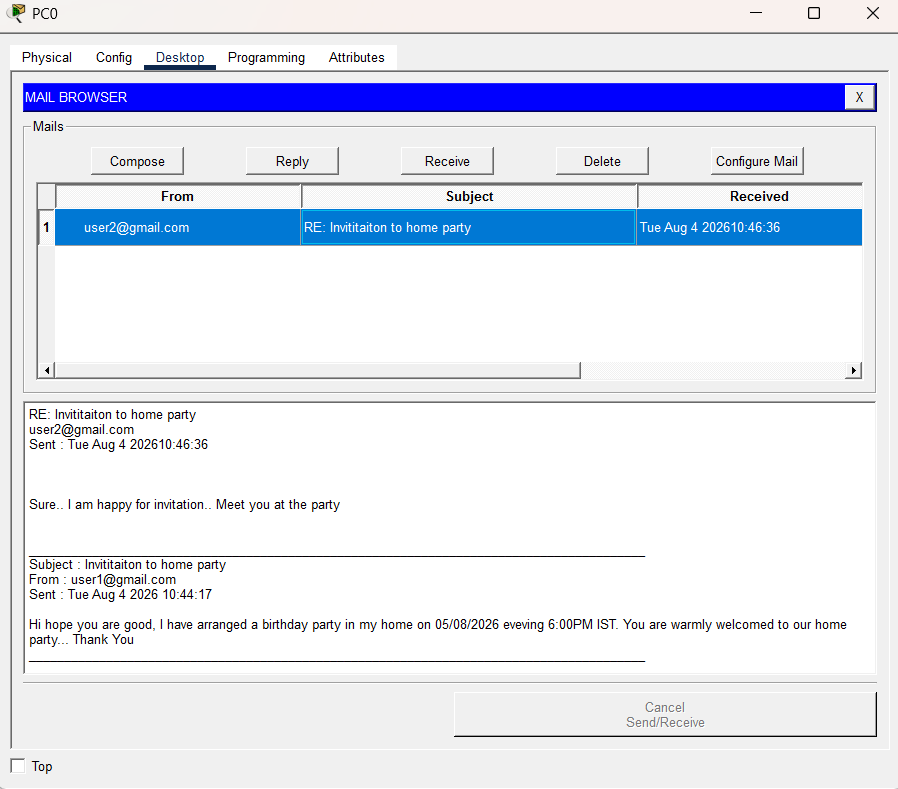 PC0
Physical Config Desktop Programming Attributes
MAIL BROWSER X
Mails
Compose Reply Receive Delete Configure Mail
From Subject Received
1 user2@gmail.com RE: Invititaiton to home party Tue Aug 4 202610:46:36
RE: Invititaiton to home party
user2@gmail.com
Sent : Tue Aug 4 202610:46:36
Sure.. I am happy for invitation.. Meet you at the party
Subject : Invititaiton to home party
From : user1@gmail.com
Sent : Tue Aug 4 2026 10:44:17
Hi hope you are good, I have arranged a birthday party in my home on 05/08/2026 eveving 6:00PM IST. You are warmly welcomed to our home
party... Thank You
Cancel
Send/Receive
Top